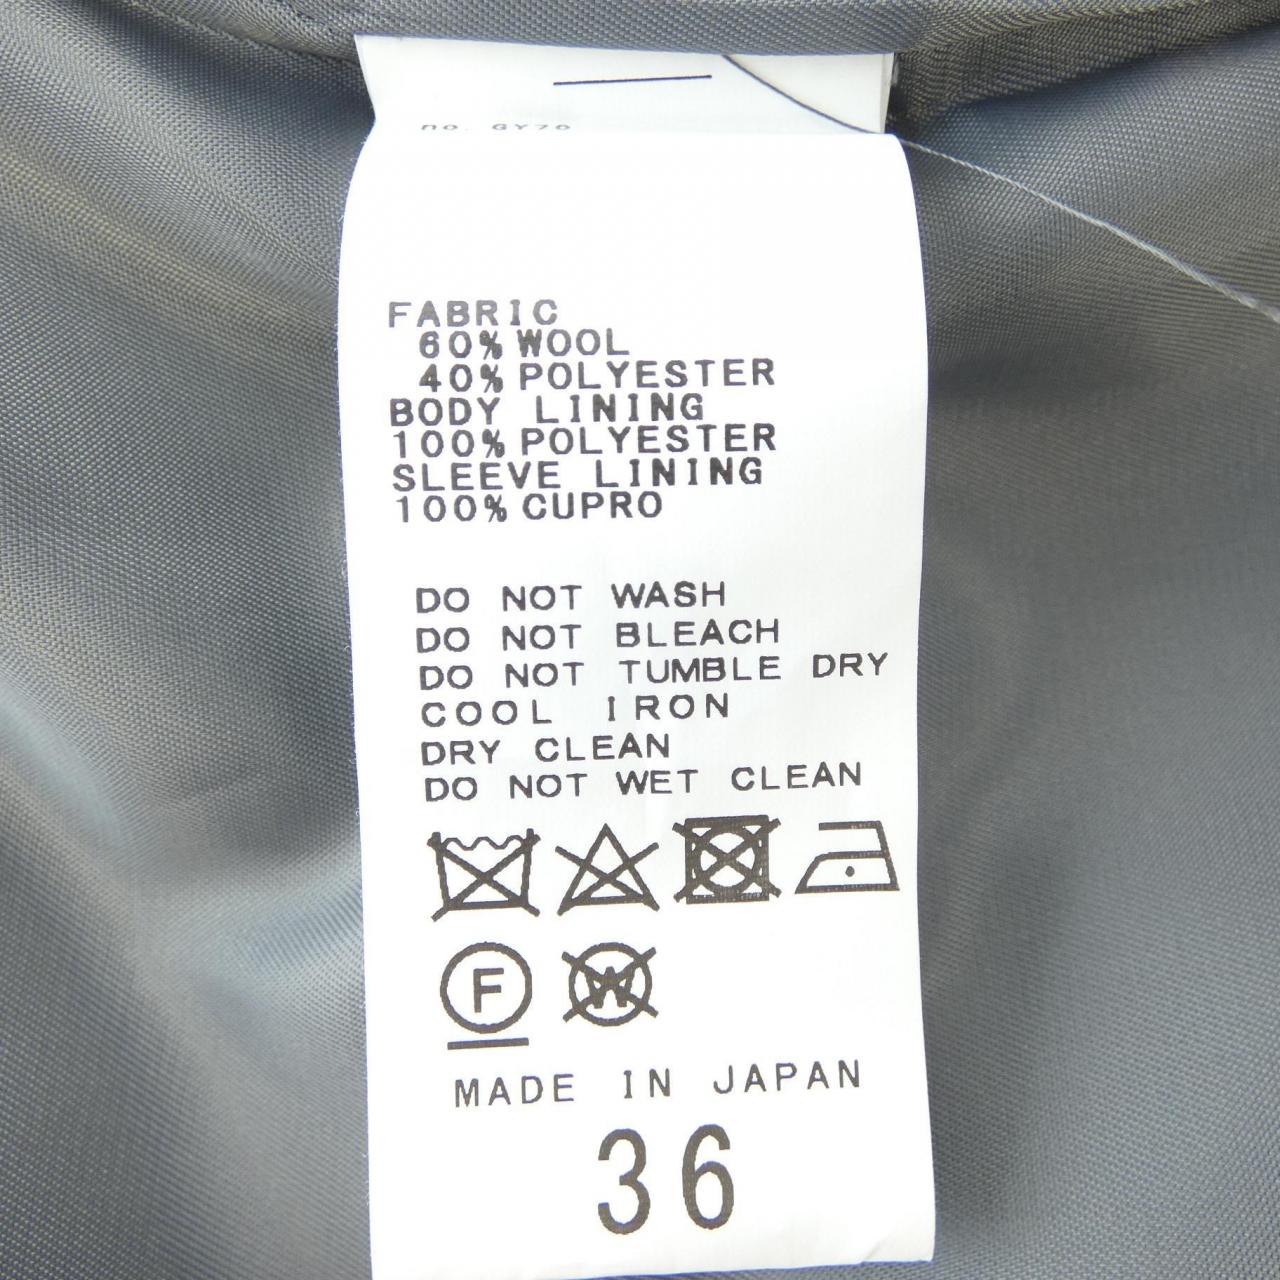 FABRIC
60% WOOL
40% POLYESTER
BODY LINING
100% POLYESTER
SLEEVE LINING
100% CUPRO
DO NOT WASH
DO NOT BLEACH
DO NOT TUMBLE DRY
COOL IRON
DRY CLEAN
DO NOT WET CLEAN
F W
MADE IN JAPAN
36